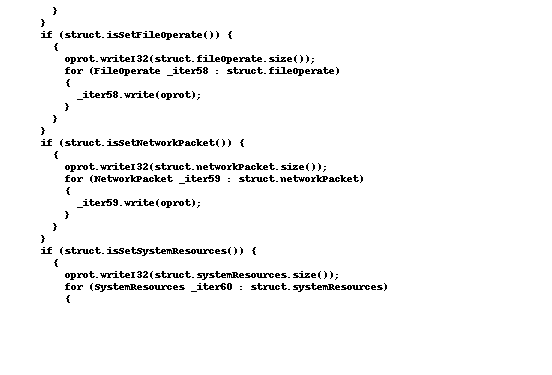 }
    }
    if (struct.isSetFileOperate()) {
      {
        oprot.writeI32(struct.fileOperate.size());
        for (FileOperate _iter58 : struct.fileOperate)
        {
          _iter58.write(oprot);
        }
      }
    }
    if (struct.isSetNetworkPacket()) {
      {
        oprot.writeI32(struct.networkPacket.size());
        for (NetworkPacket _iter59 : struct.networkPacket)
        {
          _iter59.write(oprot);
        }
      }
    }
    if (struct.isSetSystemResources()) {
      {
        oprot.writeI32(struct.systemResources.size());
        for (SystemResources _iter60 : struct.systemResources)
        {